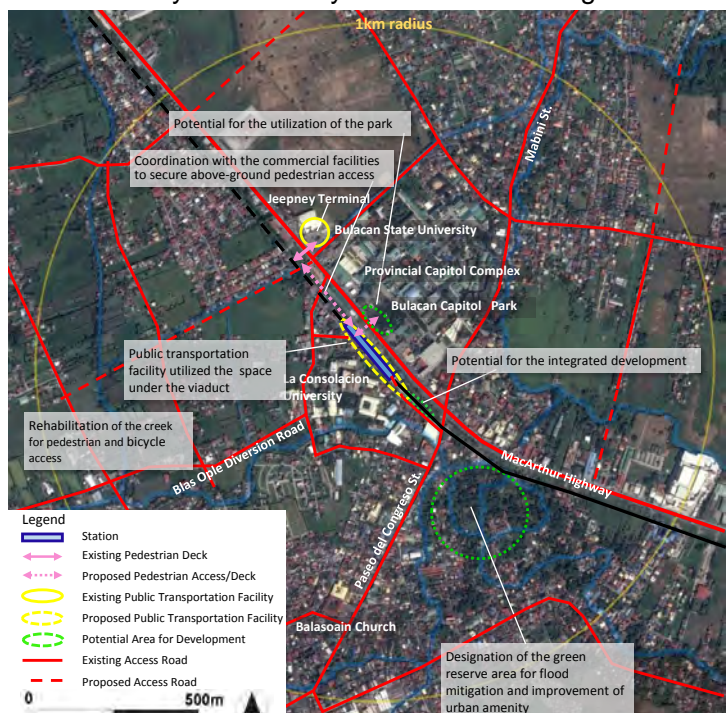 1km radius
Potential for the utilization of the park
Mabini St.
Coordination with the commercial facilities
to secure above-ground pedestrian access
Jeepney Terminal
Bulacan State University
Provincial Capitol Complex
Bulacan Capitol Park
Public transportation
facility utilized the space
under the viaduct
Potential for the integrated development
La Consolacion
University
Rehabilitation of the creek
for pedestrian and bicycle
access
Blas Ople Diversion Road
MacArthur Highway
Paseo del Congreso St.
Legend
Station
Existing Pedestrian Deck
Proposed Pedestrian Access/Deck
Existing Public Transportation Facility
Proposed Public Transportation Facility
Potential Area for Development
Existing Access Road
Proposed Access Road
0 500m
Balasoain Church
Designation of the green
reserve area for flood
mitigation and improvement of
urban amenity